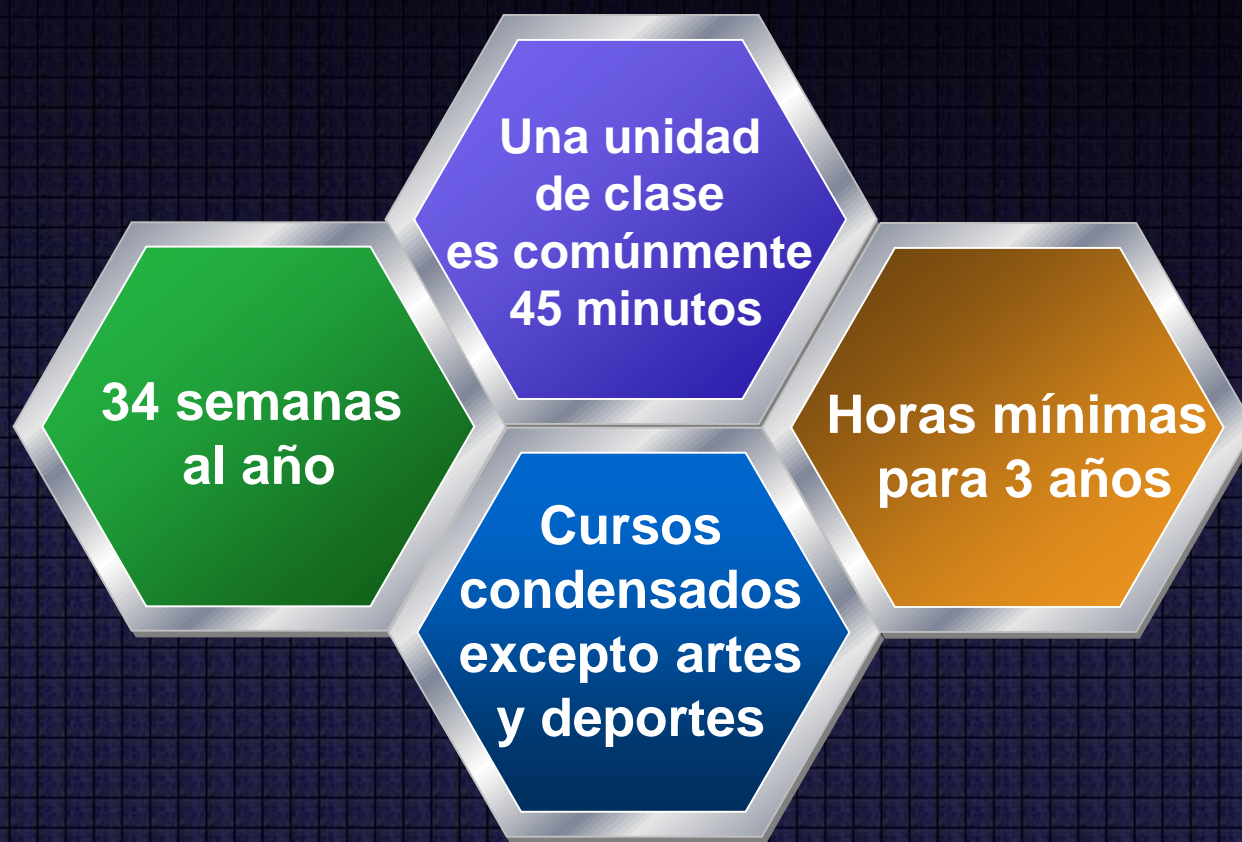 Una unidad
de clase
es comúnmente
45 minutos
34 semanas
al año
Horas mínimas
para 3 años
Cursos
condensados
excepto artes
y deportes